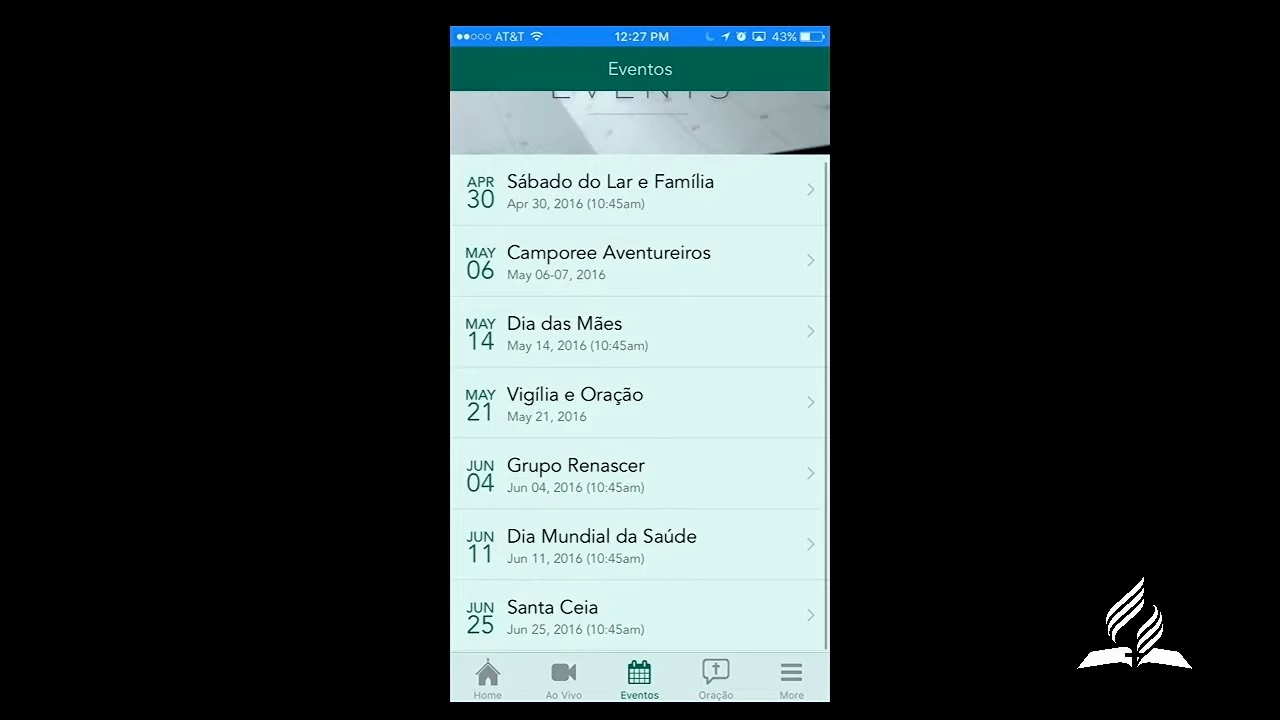 AT&T 12:27 PM 43%
Eventos
EVENTS
APR 30 Sábado do Lar e Família
Apr 30, 2016 (10:45am)
MAY 06 Camporee Aventureiros
May 06-07, 2016
MAY 14 Dia das Mães
May 14, 2016 (10:45am)
MAY 21 Vigília e Oração
May 21, 2016
JUN 04 Grupo Renascer
Jun 04, 2016 (10:45am)
JUN 11 Dia Mundial da Saúde
Jun 11, 2016 (10:45am)
JUN 25 Santa Ceia
Jun 25, 2016 (10:45am)
Home Ao Vivo Eventos Oração More